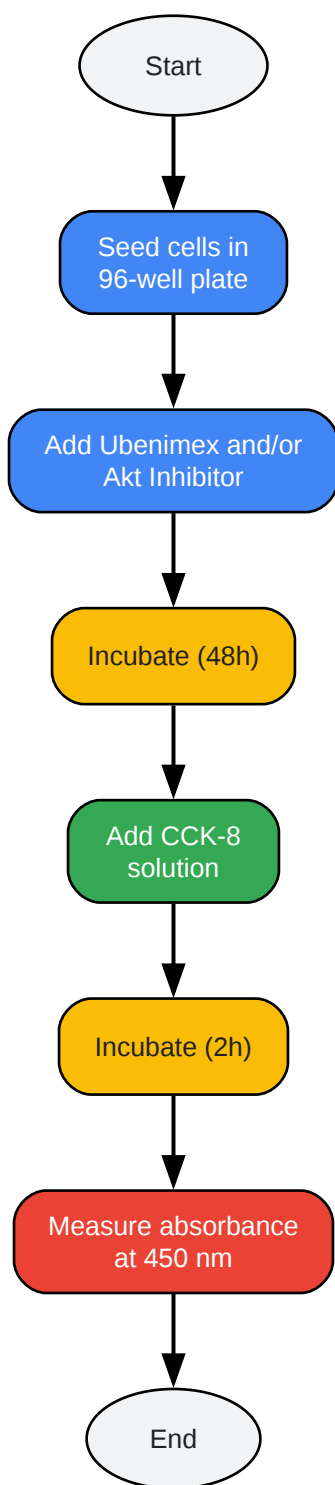 Start
Seed cells in
96-well plate
Add Ubenimex and/or
Akt Inhibitor
Incubate (48h)
Add CCK-8
solution
Incubate (2h)
Measure absorbance
at 450 nm
End